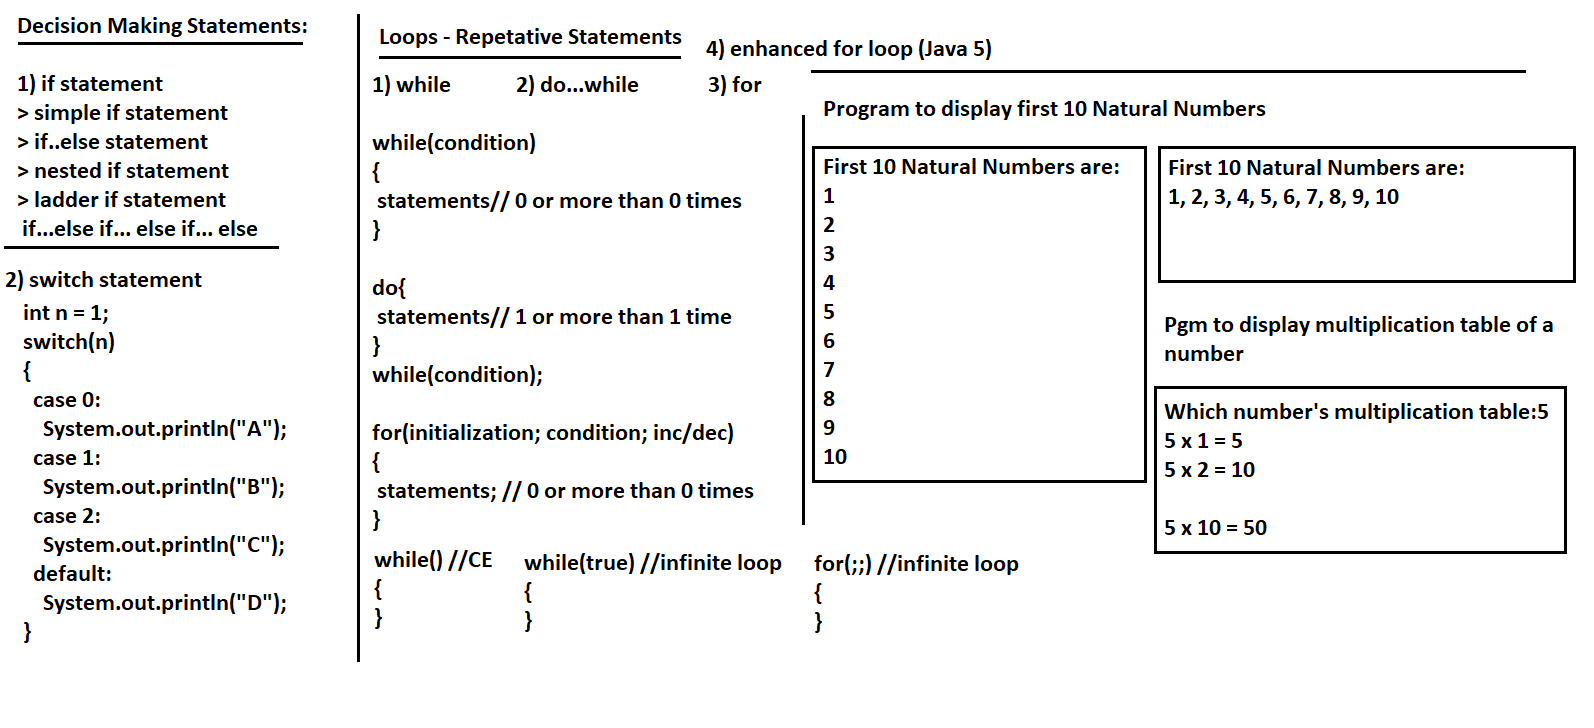 Decision Making Statements:
1) if statement
> simple if statement
> if..else statement
> nested if statement
> ladder if statement
if...else if... else if... else
2) switch statement
int n = 1;
switch(n)
{
case 0:
System.out.println("A");
case 1:
System.out.println("B");
case 2:
System.out.println("C");
default:
System.out.println("D");
}
Loops - Repetative Statements
4) enhanced for loop (Java 5)
1) while 2) do...while 3) for
while(condition)
{
statements// 0 or more than 0 times
}
do{
statements// 1 or more than 1 time
}
while(condition);
for(initialization; condition; inc/dec)
{
statements; // 0 or more than 0 times
}
while() //CE
{
}
while(true) //infinite loop
{
}
for(;;) //infinite loop
{
}
Program to display first 10 Natural Numbers
First 10 Natural Numbers are:
1
2
3
4
5
6
7
8
9
10
First 10 Natural Numbers are:
1, 2, 3, 4, 5, 6, 7, 8, 9, 10
Pgm to display multiplication table of a
number
Which number's multiplication table:5
5 x 1 = 5
5 x 2 = 10
5 x 10 = 50